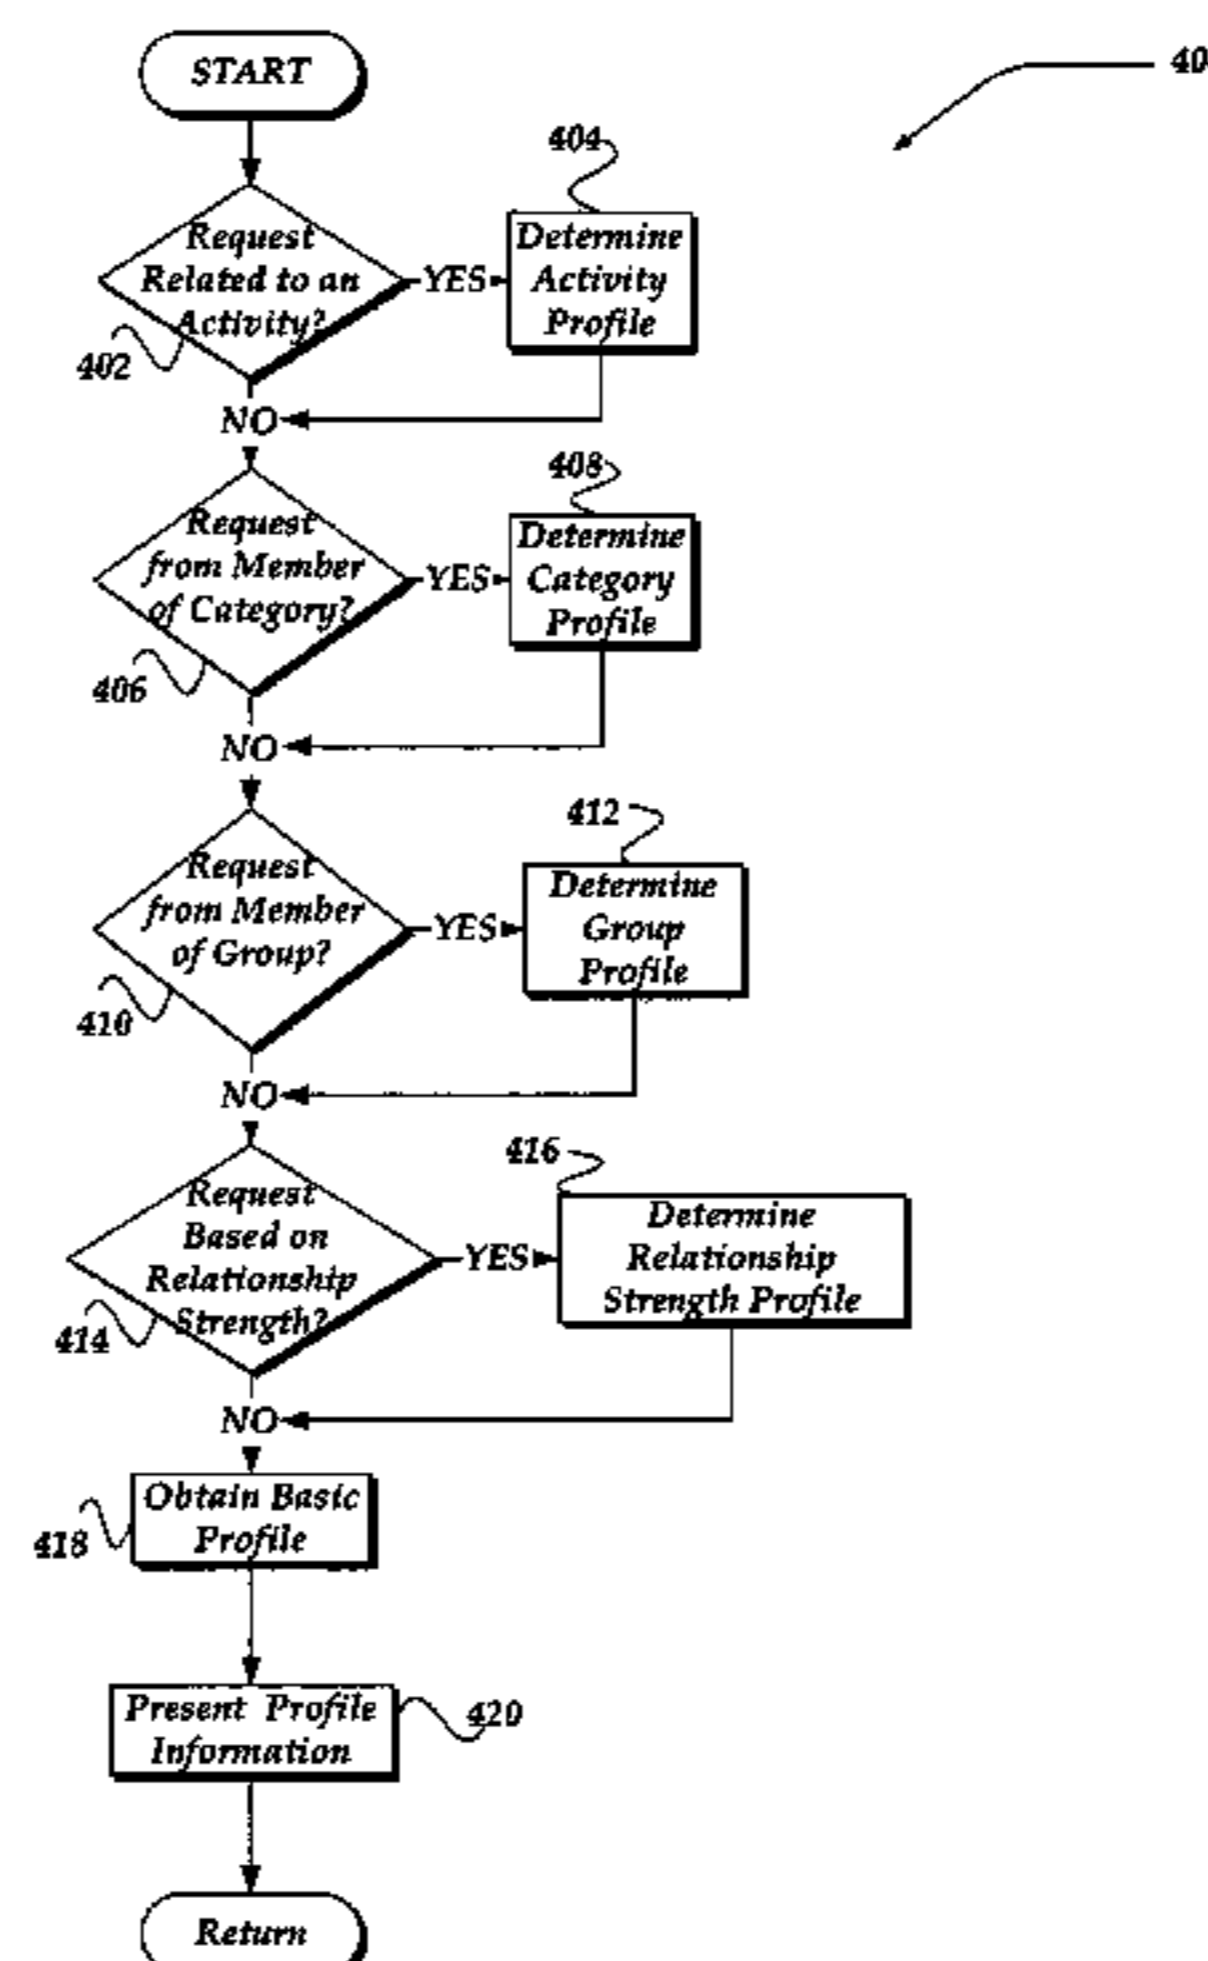 START
40
404
Request
Related to an
Activity?
YES
Determine
Activity
Profile
402
NO
408
Request
from Member
of Category?
YES
Determine
Category
Profile
406
NO
412
Request
from Member
of Group?
YES
Determine
Group
Profile
410
NO
416
Request
Based on
Relationship
Strength?
YES
Determine
Relationship
Strength Profile
414
NO
Obtain Basic
Profile
418
Present Profile
Information
420
Return